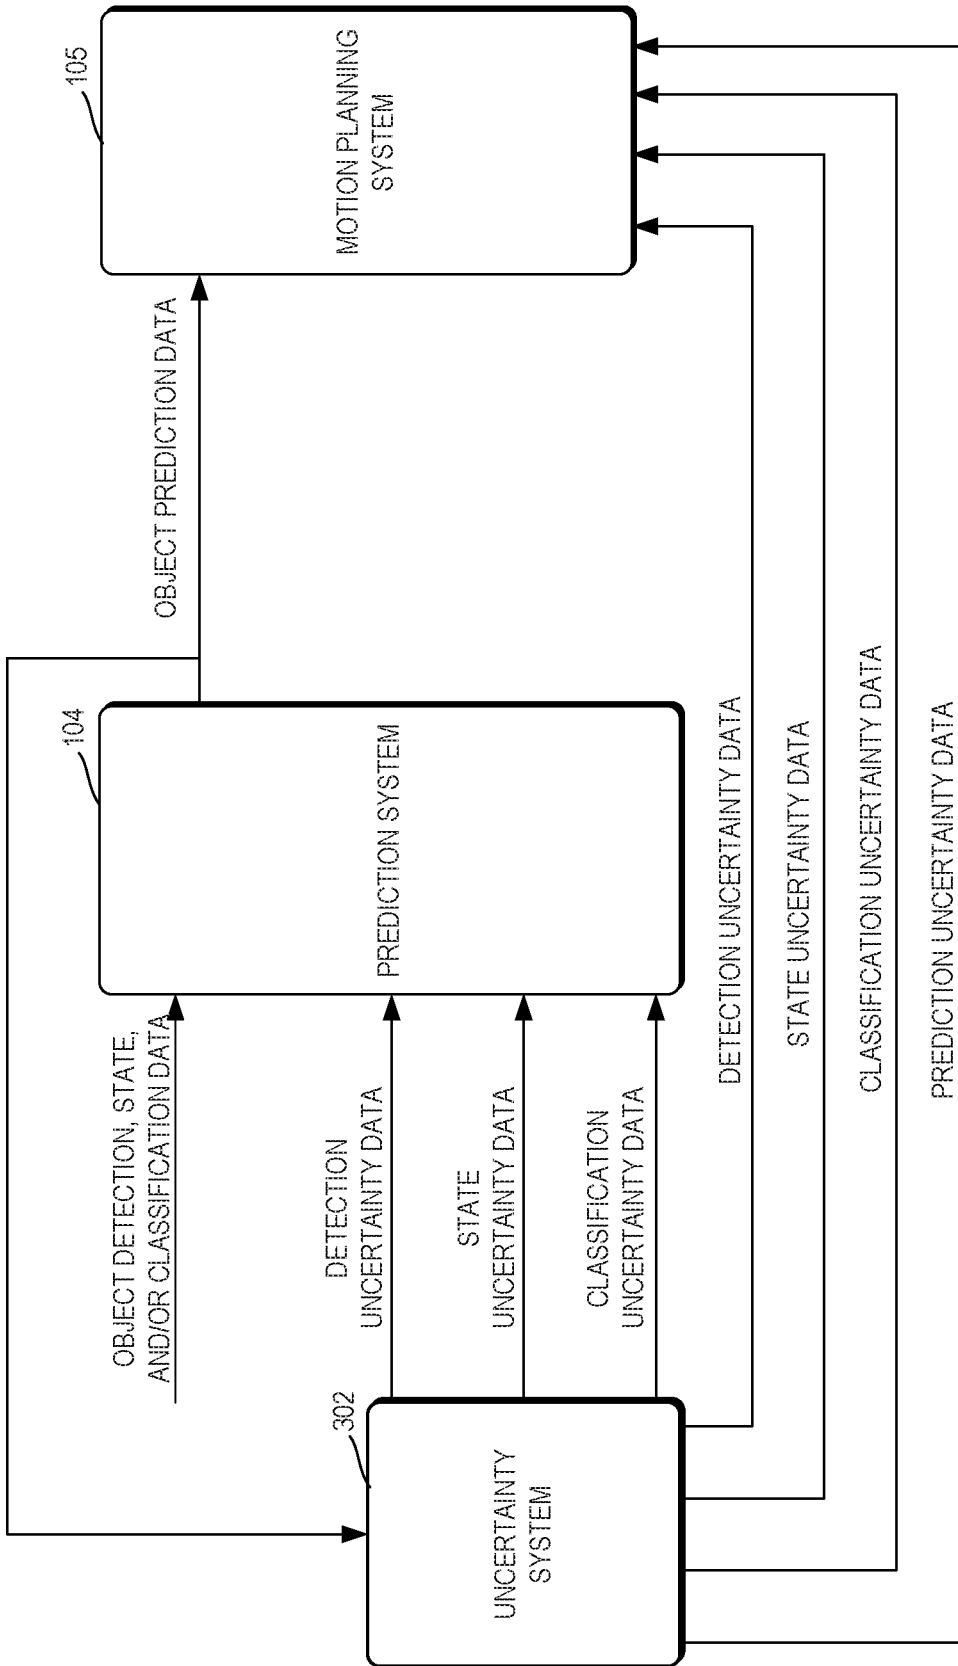 OBJECT DETECTION, STATE,
AND/OR CLASSIFICATION DATA
OBJECT PREDICTION DATA
104
105
302
UNCERTAINTY
SYSTEM
DETECTION
UNCERTAINTY DATA
STATE
UNCERTAINTY DATA
CLASSIFICATION
UNCERTAINTY DATA
PREDICTION SYSTEM
MOTION PLANNING
SYSTEM
DETECTION UNCERTAINTY DATA
STATE UNCERTAINTY DATA
CLASSIFICATION UNCERTAINTY DATA
PREDICTION UNCERTAINTY DATA